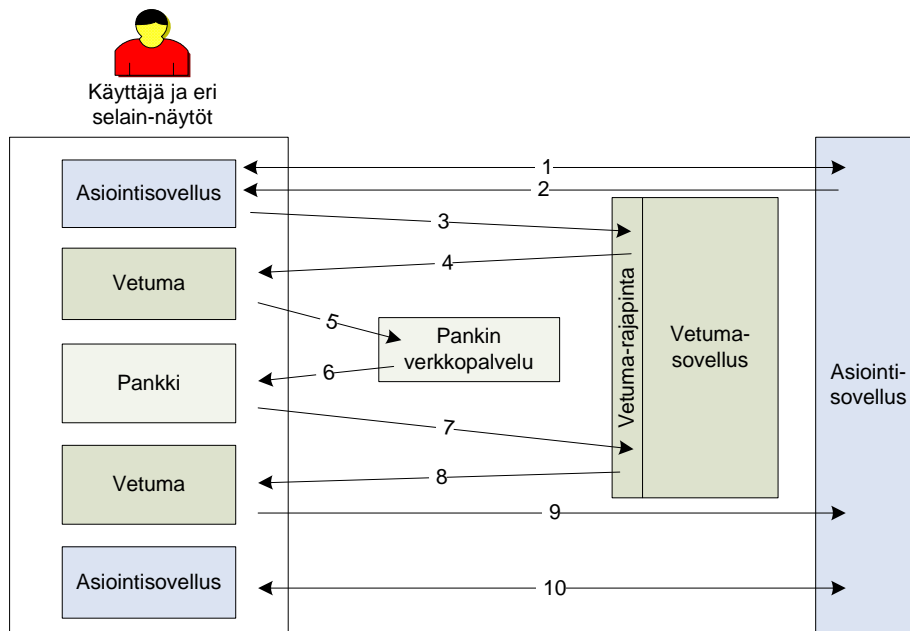 Käyttäjä ja eri
selain-näytöt
1
Asiointisovellus
2
3
4
Vetuma
5
Pankin
verkkopalvelu
Vetuma-rajapinta
Vetuma-
sovellus
Asiointi-
sovellus
6
Pankki
7
8
Vetuma
9
Asiointisovellus
10